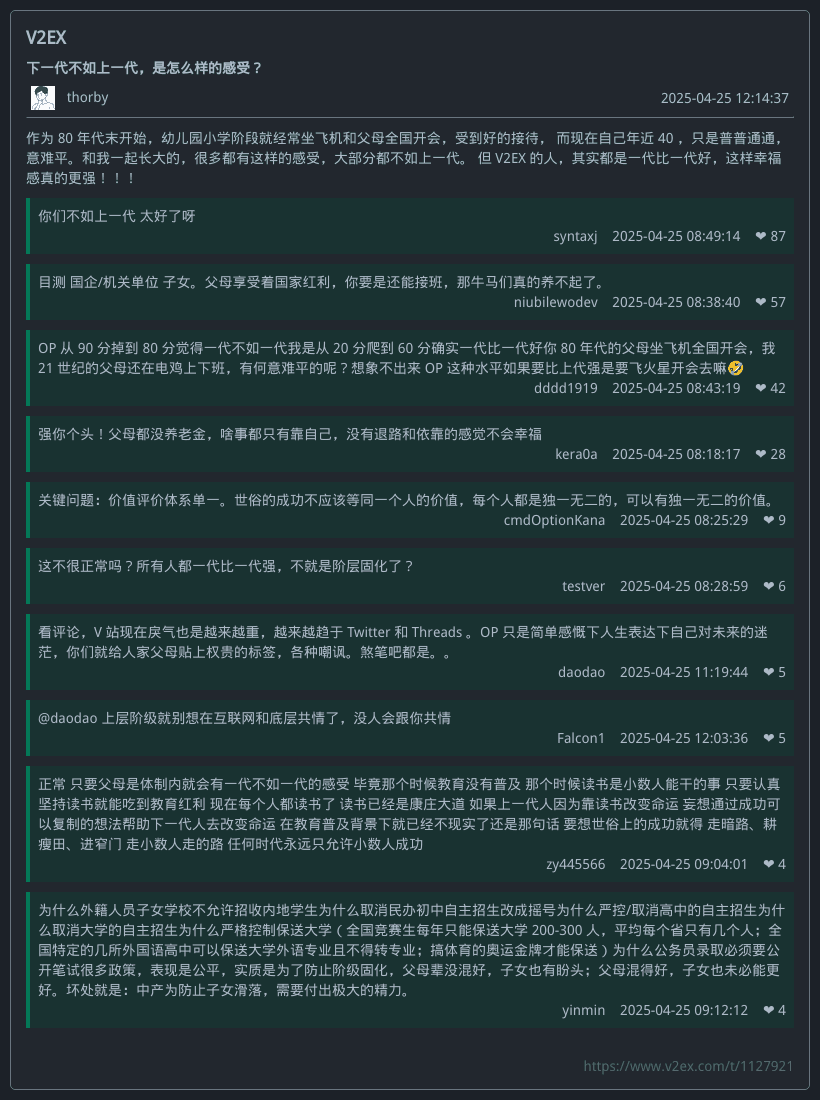 V2EX
下一代不如上一代，是怎么样的感受？
thorby 2025-04-25 12:14:37
作为 80 年代末开始，幼儿园小学阶段就经常坐飞机和父母全国开会，受到好的接待， 而现在自己年近 40 ，只是普普通通，
意难平。和我一起长大的，很多都有这样的感受，大部分都不如上一代。 但 V2EX 的人，其实都是一代比一代好，这样幸福
感真的更强！！！
你们不如上一代 太好了呀
syntaxj 2025-04-25 08:49:14 ❤ 87
目测 国企/机关单位 子女。父母享受着国家红利，你要是还能接班，那牛马们真的养不起了。
niubilewodev 2025-04-25 08:38:40 ❤ 57
OP 从 90 分掉到 80 分觉得一代不如一代我是从 20 分爬到 60 分确实一代比一代好你 80 年代的父母坐飞机全国开会，我
21 世纪的父母还在电鸡上下班，有何意难平的呢？想象不出来 OP 这种水平如果要比上代强是要飞火星开会去嘛🤣
dddd1919 2025-04-25 08:43:19 ❤ 42
强你个头！父母都没养老金，啥事都只有靠自己，没有退路和依靠的感觉不会幸福
kera0a 2025-04-25 08:18:17 ❤ 28
关键问题：价值评价体系单一。世俗的成功不应该等同一个人的价值，每个人都是独一无二的，可以有独一无二的价值。
cmdOptionKana 2025-04-25 08:25:29 ❤ 9
这不很正常吗？所有人都一代比一代强，不就是阶层固化了？
testver 2025-04-25 08:28:59 ❤ 6
看评论，V 站现在戾气也是越来越重，越来越趋于 Twitter 和 Threads 。OP 只是简单感慨下人生表达下自己对未来的迷
茫，你们就给人家父母贴上权贵的标签，各种嘲讽。煞笔吧都是。。
daodao 2025-04-25 11:19:44 ❤ 5
@daodao 上层阶级就别想在互联网和底层共情了，没人会跟你共情
Falcon1 2025-04-25 12:03:36 ❤ 5
正常 只要父母是体制内就会有一代不如一代的感受 毕竟那个时候教育没有普及 那个时候读书是小数人能干的事 只要认真
坚持读书就能吃到教育红利 现在每个人都读书了 读书已经是康庄大道 如果上一代人因为靠读书改变命运 妄想通过成功可
以复制的想法帮助下一代人去改变命运 在教育普及背景下就已经不现实了还是那句话 要想世俗上的成功就得 走暗路、耕
瘦田、进窄门 走小数人走的路 任何时代永远只允许小数人成功
zy445566 2025-04-25 09:04:01 ❤ 4
为什么外籍人员子女学校不允许招收内地学生为什么取消民办初中自主招生改成摇号为什么严控/取消高中的自主招生为什
么取消大学的自主招生为什么严格控制保送大学（全国竞赛生每年只能保送大学 200-300 人，平均每个省只有几个人；全
国特定的几所外国语高中可以保送大学外语专业且不得转专业；搞体育的奥运金牌才能保送）为什么公务员录取必须要公
开笔试很多政策，表现是公平，实质是为了防止阶级固化，父母辈没混好，子女也有盼头；父母混得好，子女也未必能更
好。坏处就是：中产为防止子女滑落，需要付出极大的精力。
yinmin 2025-04-25 09:12:12 ❤ 4
https://www.v2ex.com/t/1127921